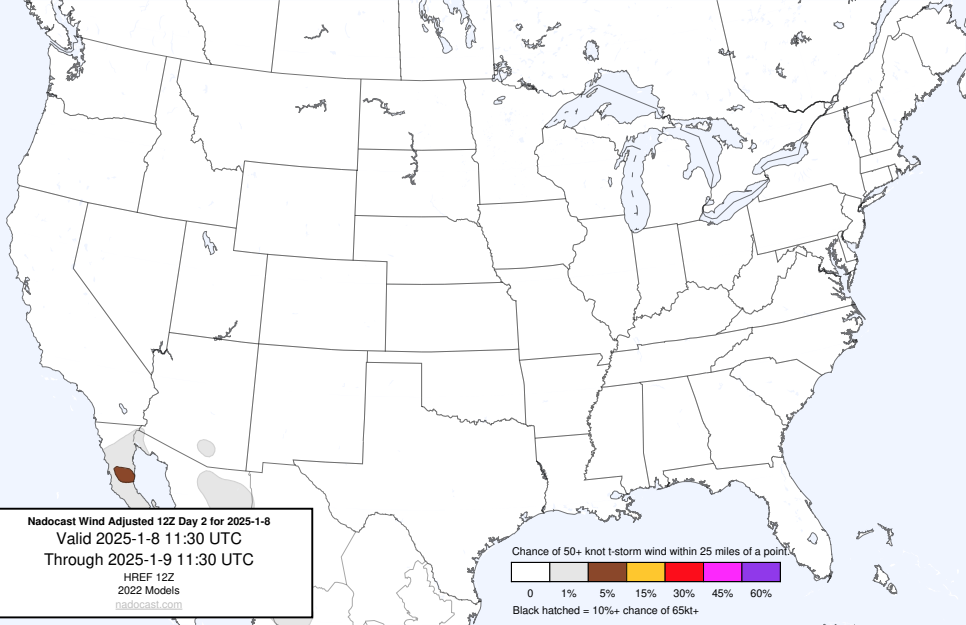 Nadocast Wind Adjusted 12Z Day 2 for 2025-1-8
Valid 2025-1-8 11:30 UTC
Through 2025-1-9 11:30 UTC
HREF 12Z
2022 Models
nadocast.com
Chance of 50+ knot t-storm wind within 25 miles of a point.
0 1% 5% 15% 30% 45% 60%
Black hatched = 10%+ chance of 65kt+